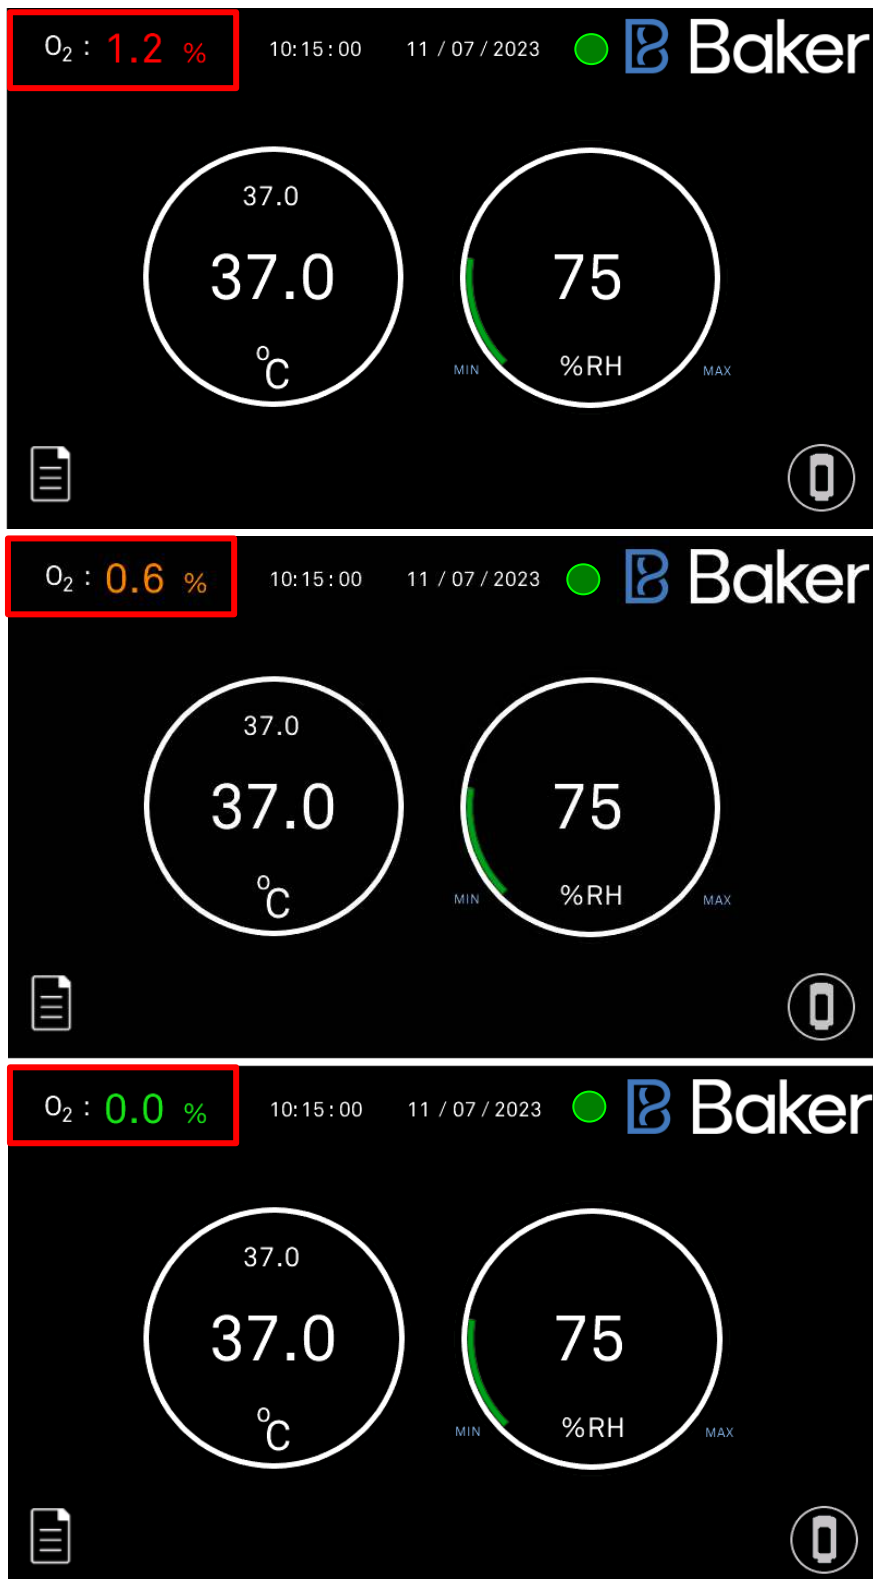 O₂ : 1.2 % 10:15:00 11 / 07 / 2023 Baker
37.0
37.0 75
°C %RH
MIN MAX
O₂ : 0.6 % 10:15:00 11 / 07 / 2023 Baker
37.0
37.0 75
°C %RH
MIN MAX
O₂ : 0.0 % 10:15:00 11 / 07 / 2023 Baker
37.0
37.0 75
°C %RH
MIN MAX